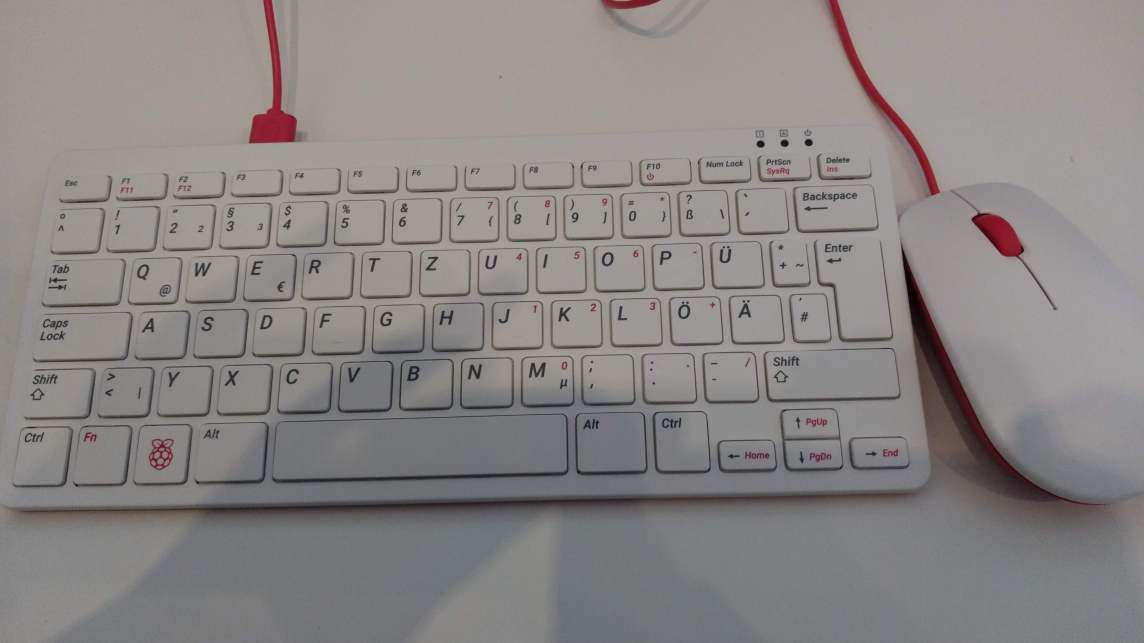 Esc F1 F11 F2 F12 F3 F4 F5 F6 F7 F8 F9 F10 Num Lock PrtScn SysRq Delete Ins
° ^ ! 1 " 2 ² § 3 ³ $ 4 % 5 & 6 / 7 { 7 ( 8 [ 8 ) 9 ] 9 = 0 } * ? ß \ ` ´ Backspace
Tab Q @ W E € R T Z U 4 I 5 O 6 P - Ü * + ~ Enter
Caps Lock A S D F G H J 1 K 2 L 3 Ö + Ä ' #
Shift > < | Y X C V B N M 0 µ ; , : . . _ - / Shift
Ctrl Fn Alt Alt Ctrl ← Home ↑ PgUp ↓ PgDn → End